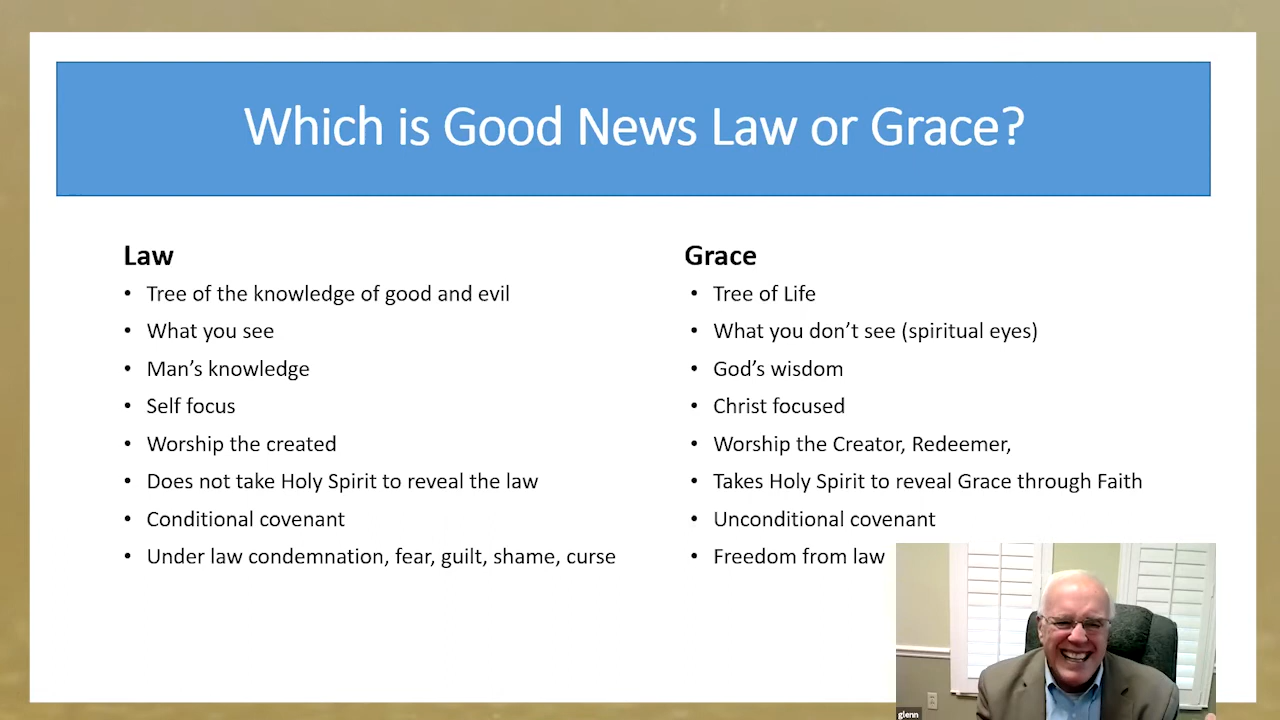 Which is Good News Law or Grace?
Law
• Tree of the knowledge of good and evil
• What you see
• Man’s knowledge
• Self focus
• Worship the created
• Does not take Holy Spirit to reveal the law
• Conditional covenant
• Under law condemnation, fear, guilt, shame, curse
Grace
• Tree of Life
• What you don’t see (spiritual eyes)
• God’s wisdom
• Christ focused
• Worship the Creator, Redeemer,
• Takes Holy Spirit to reveal Grace through Faith
• Unconditional covenant
• Freedom from law
glenn